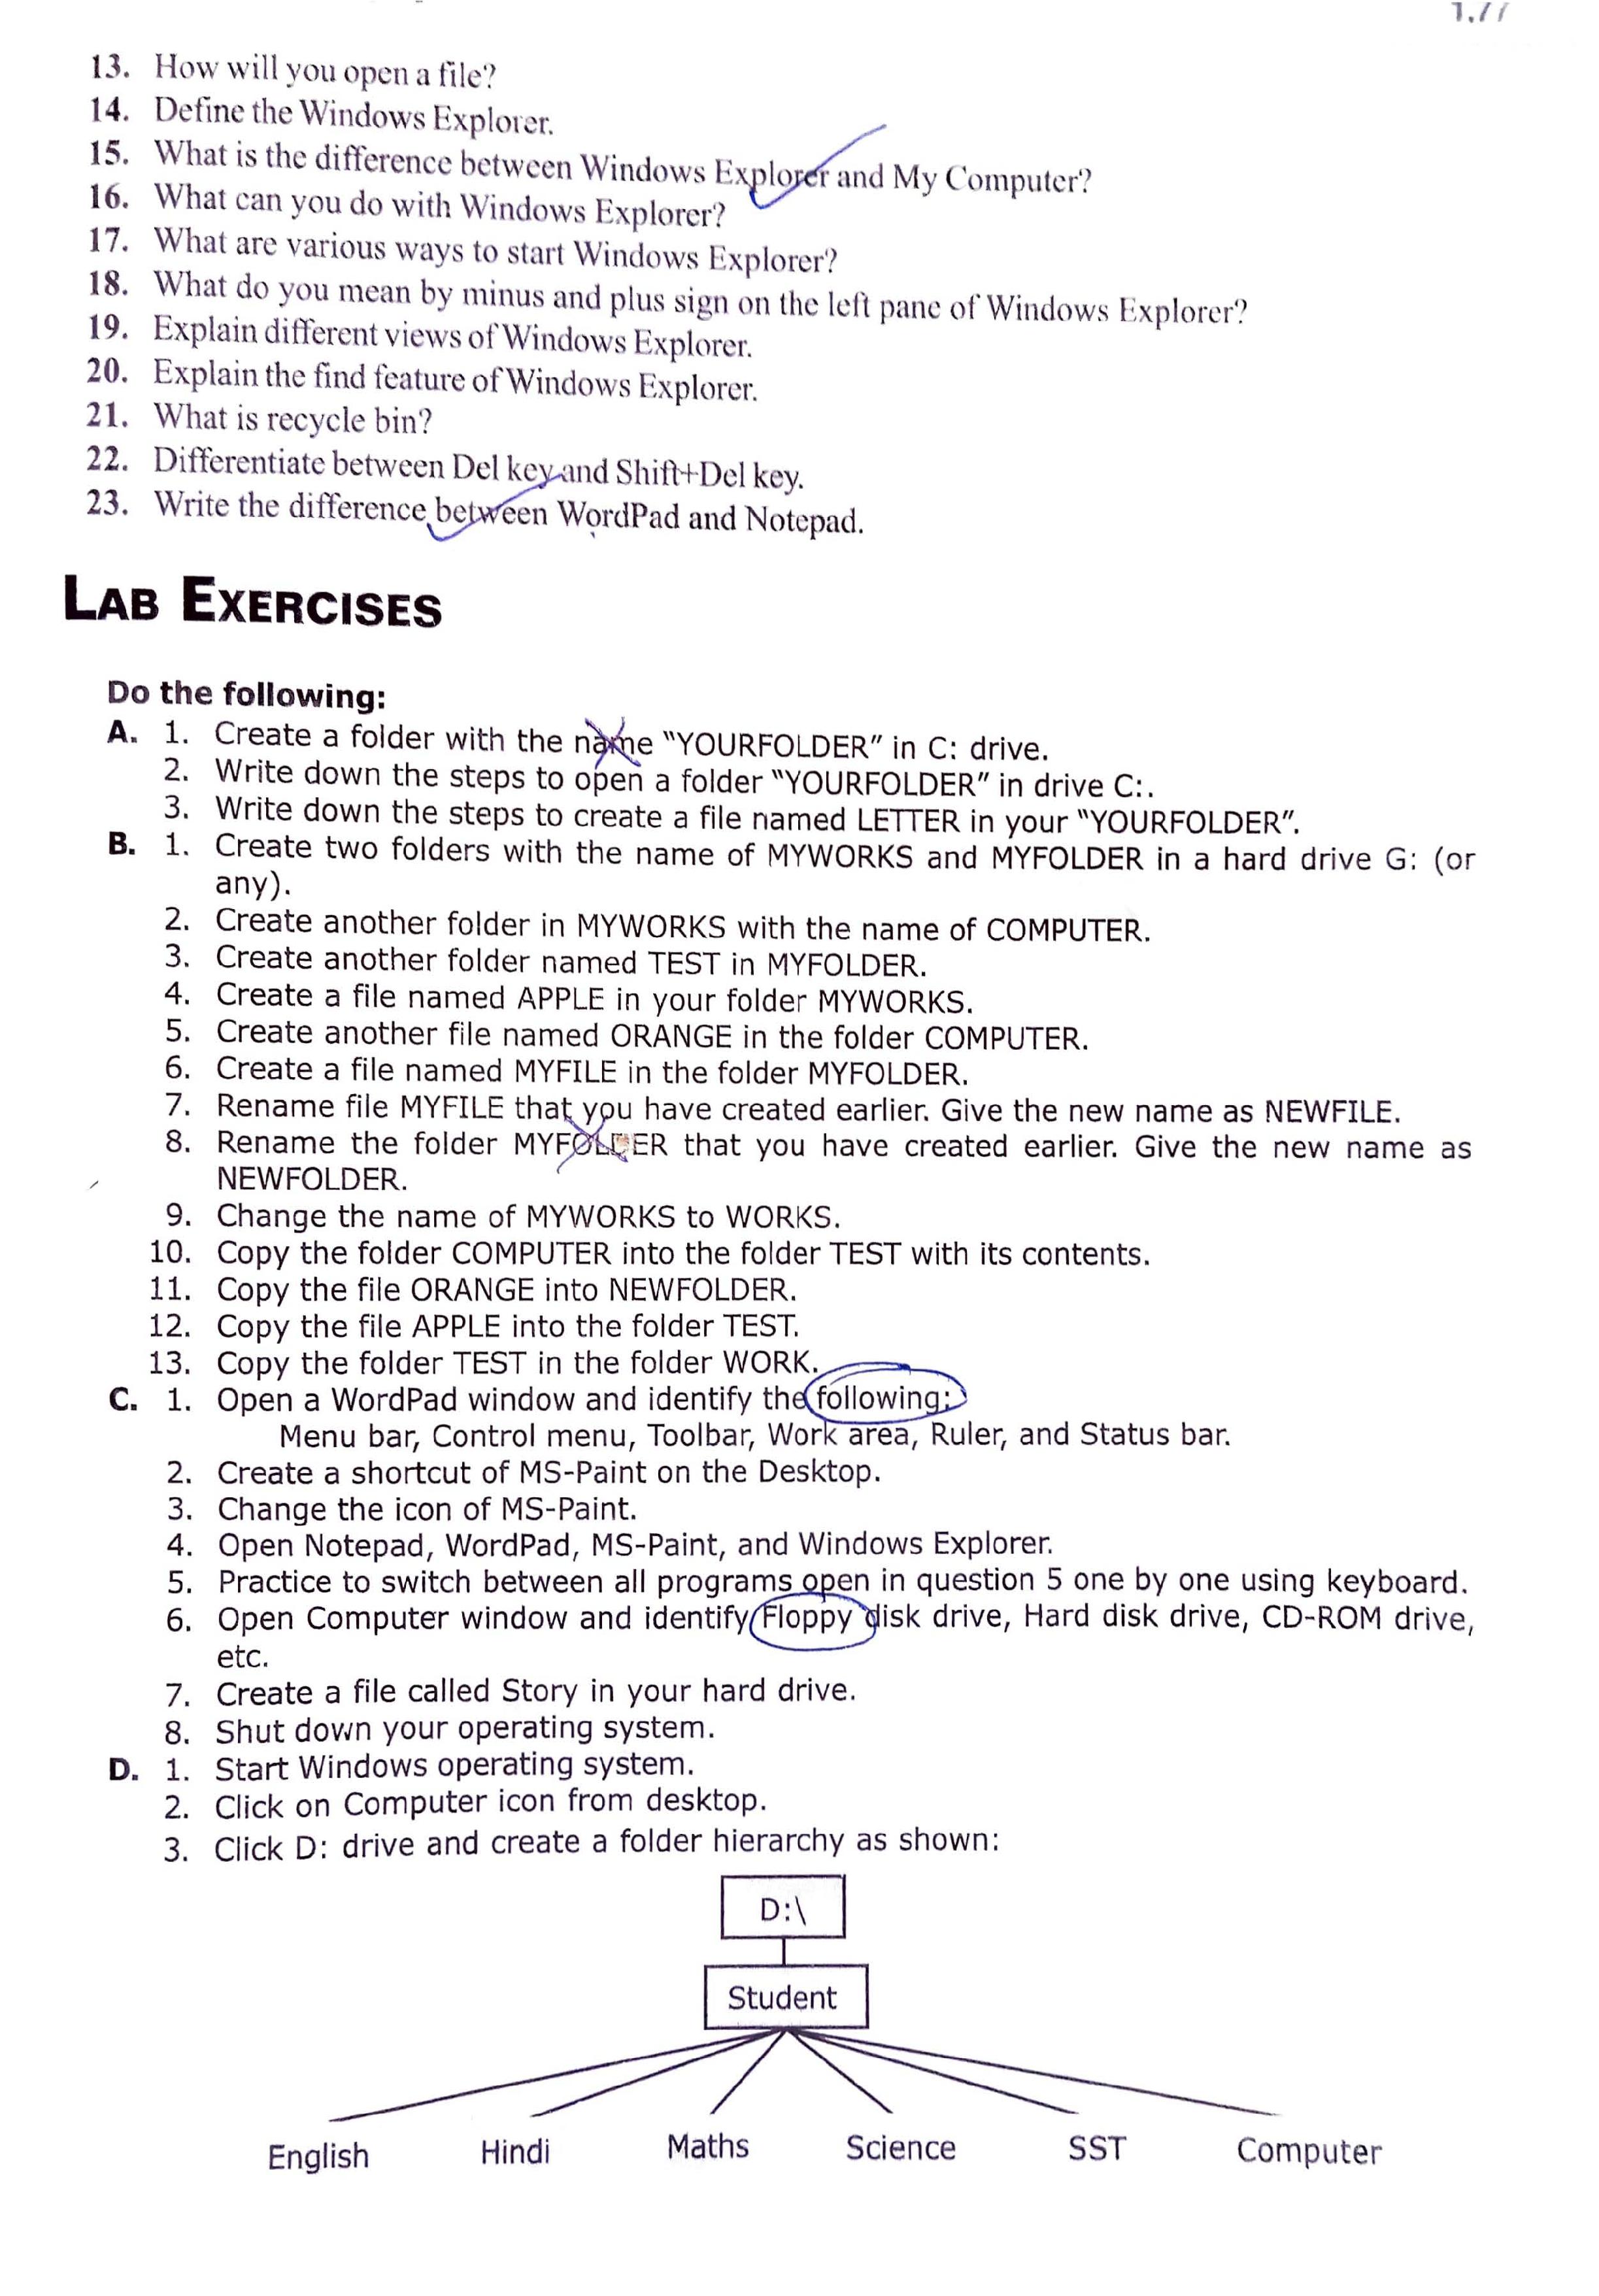 13. How will you open a file?
14. Define the Windows Explorer.
15. What is the difference between Windows Explorer and My Computer?
16. What can you do with Windows Explorer?
17. What are various ways to start Windows Explorer?
18. What do you mean by minus and plus sign on the left pane of Windows Explorer?
19. Explain different views of Windows Explorer.
20. Explain the find feature of Windows Explorer.
21. What is recycle bin?
22. Differentiate between Del key and Shift+Del key.
23. Write the difference between WordPad and Notepad.
LAB EXERCISES
Do the following:
A. 1. Create a folder with the name “YOURFOLDER” in C: drive.
2. Write down the steps to open a folder “YOURFOLDER” in drive C:.
3. Write down the steps to create a file named LETTER in your “YOURFOLDER”.
B. 1. Create two folders with the name of MYWORKS and MYFOLDER in a hard drive G: (or
any).
2. Create another folder in MYWORKS with the name of COMPUTER.
3. Create another folder named TEST in MYFOLDER.
4. Create a file named APPLE in your folder MYWORKS.
5. Create another file named ORANGE in the folder COMPUTER.
6. Create a file named MYFILE in the folder MYFOLDER.
7. Rename file MYFILE that you have created earlier. Give the new name as NEWFILE.
8. Rename the folder MYFOLDER that you have created earlier. Give the new name as
NEWFOLDER.
9. Change the name of MYWORKS to WORKS.
10. Copy the folder COMPUTER into the folder TEST with its contents.
11. Copy the file ORANGE into NEWFOLDER.
12. Copy the file APPLE into the folder TEST.
13. Copy the folder TEST in the folder WORK.
C. 1. Open a WordPad window and identify the following:
Menu bar, Control menu, Toolbar, Work area, Ruler, and Status bar.
2. Create a shortcut of MS-Paint on the Desktop.
3. Change the icon of MS-Paint.
4. Open Notepad, WordPad, MS-Paint, and Windows Explorer.
5. Practice to switch between all programs open in question 5 one by one using keyboard.
6. Open Computer window and identify Floppy disk drive, Hard disk drive, CD-ROM drive,
etc.
7. Create a file called Story in your hard drive.
8. Shut down your operating system.
D. 1. Start Windows operating system.
2. Click on Computer icon from desktop.
3. Click D: drive and create a folder hierarchy as shown:
D:\
Student
English Hindi Maths Science SST Computer